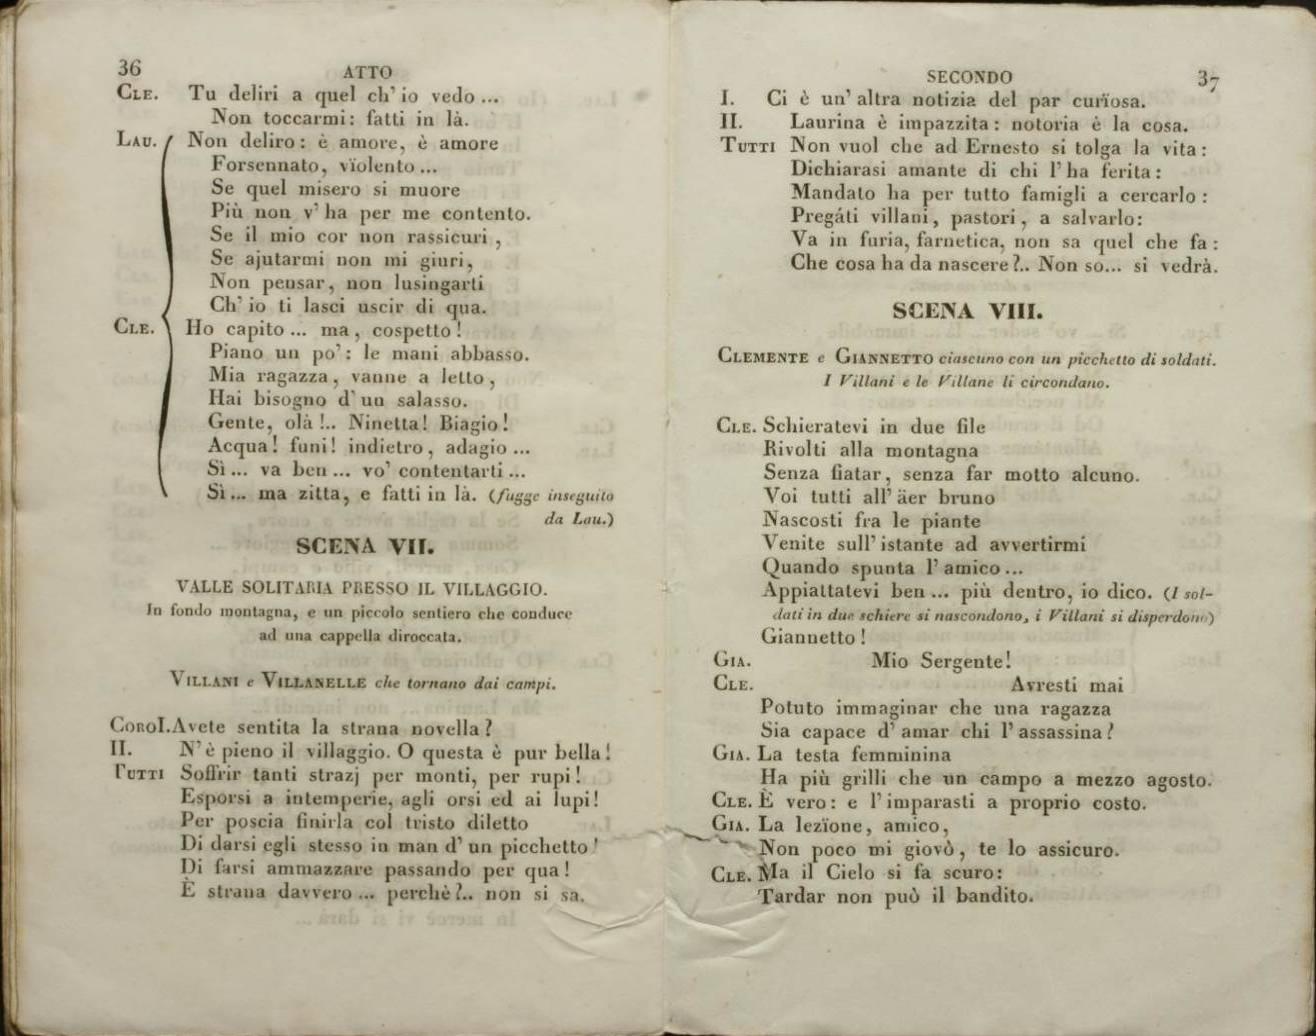 36
ATTO
CLE. Tu deliri a quel ch' io vedo ...
Non toccarmi: fatti in là.
LAU. Non deliro: è amore, è amore
Forsennato, vïolento ...
Se quel misero si muore
Più non v' ha per me contento.
Se il mio cor non rassicuri,
Se ajutarmi non mi giuri,
Non pensar, non lusingarti
Ch' io ti lasci uscir di qua.
CLE. Ho capito ... ma, cospetto!
Piano un po': le mani abbasso.
Mia ragazza, vanne a letto,
Hai bisogno d' un salasso.
Gente, olà!.. Ninetta! Biagio!
Acqua! funi! indietro, adagio ...
Sì ... va ben ... vo' contentarti ...
Sì ... ma zitta, e fatti in là. (fugge inseguito
da Lau.)
SCENA VII.
VALLE SOLITARIA PRESSO IL VILLAGGIO.
In fondo montagna, e un piccolo sentiero che conduce
ad una cappella diroccata.
VILLANI e VILLANELLE che tornano dai campi.
CORO I. Avete sentita la strana novella?
II. N' è pieno il villaggio. O questa è pur bella!
TUTTI Soffrir tanti strazj per monti, per rupi!
Esporsi a intemperie, agli orsi ed ai lupi!
Per poscia finirla col tristo diletto
Di darsi egli stesso in man d' un picchetto!
Di farsi ammazzare passando per qua!
È strana davvero ... perchè?.. non si sa.
SECONDO
37
I. Ci è un' altra notizia del par curïosa.
II. Laurina è impazzita: notoria è la cosa.
TUTTI Non vuol che ad Ernesto si tolga la vita:
Dichiarasi amante di chi l' ha ferita:
Mandato ha per tutto famigli a cercarlo:
Pregáti villani, pastori, a salvarlo:
Va in furia, farnetica, non sa quel che fa:
Che cosa ha da nascere?.. Non so... si vedrà.
SCENA VIII.
CLEMENTE e GIANNETTO ciascuno con un picchetto di soldati.
I Villani e le Villane li circondano.
CLE. Schieratevi in due file
Rivolti alla montagna
Senza fiatar, senza far motto alcuno.
Voi tutti all' äer bruno
Nascosti fra le piante
Venite sull' istante ad avvertirmi
Quando spunta l' amico ...
Appiattatevi ben ... più dentro, io dico. (I sol-
dati in due schiere si nascondono, i Villani si disperdono)
Giannetto!
GIA. Mio Sergente!
CLE. Avresti mai
Potuto immaginar che una ragazza
Sia capace d' amar chi l' assassina?
GIA. La testa femminina
Ha più grilli che un campo a mezzo agosto.
CLE. È vero: e l' imparasti a proprio costo.
GIA. La lezïone, amico,
Non poco mi giovò, te lo assicuro.
CLE. Ma il Cielo si fa scuro:
Tardar non può il bandito.